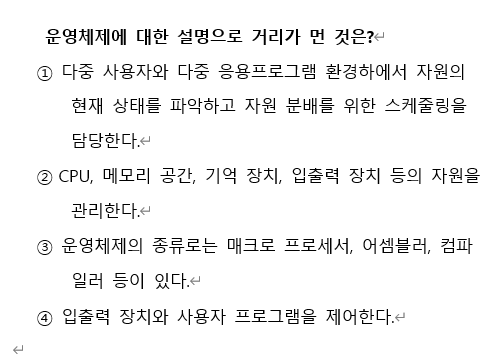 운영체제에 대한 설명으로 거리가 먼 것은?↵
① 다중 사용자와 다중 응용프로그램 환경하에서 자원의
현재 상태를 파악하고 자원 분배를 위한 스케줄링을
담당한다.↵
② CPU, 메모리 공간, 기억 장치, 입출력 장치 등의 자원을
관리한다.↵
③ 운영체제의 종류로는 매크로 프로세서, 어셈블러, 컴파
일러 등이 있다.↵
④ 입출력 장치와 사용자 프로그램을 제어한다.↵
↵